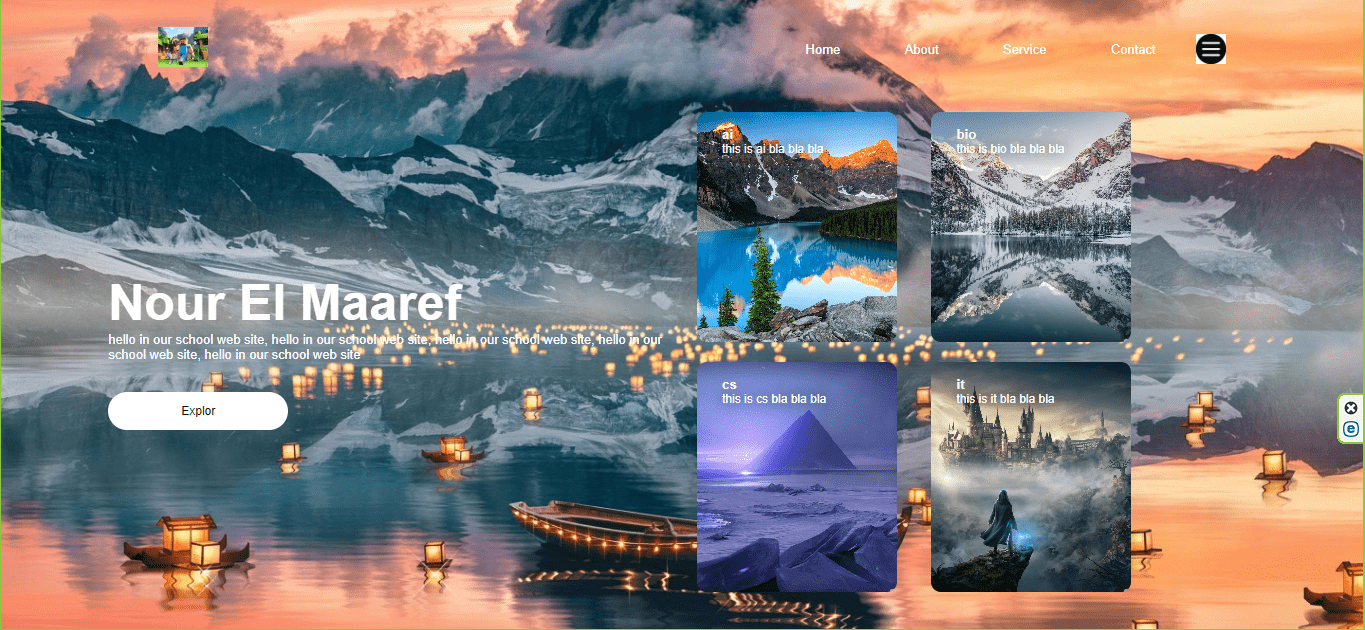 Home About Service Contact
ai
this is ai bla bla bla
bio
this is bio bla bla bla
Nour El Maaref
hello in our school web site, hello in our school web site, hello in our school web site, hello in our
school web site, hello in our school web site
Explor
cs
this is cs bla bla bla
it
this is it bla bla bla
e